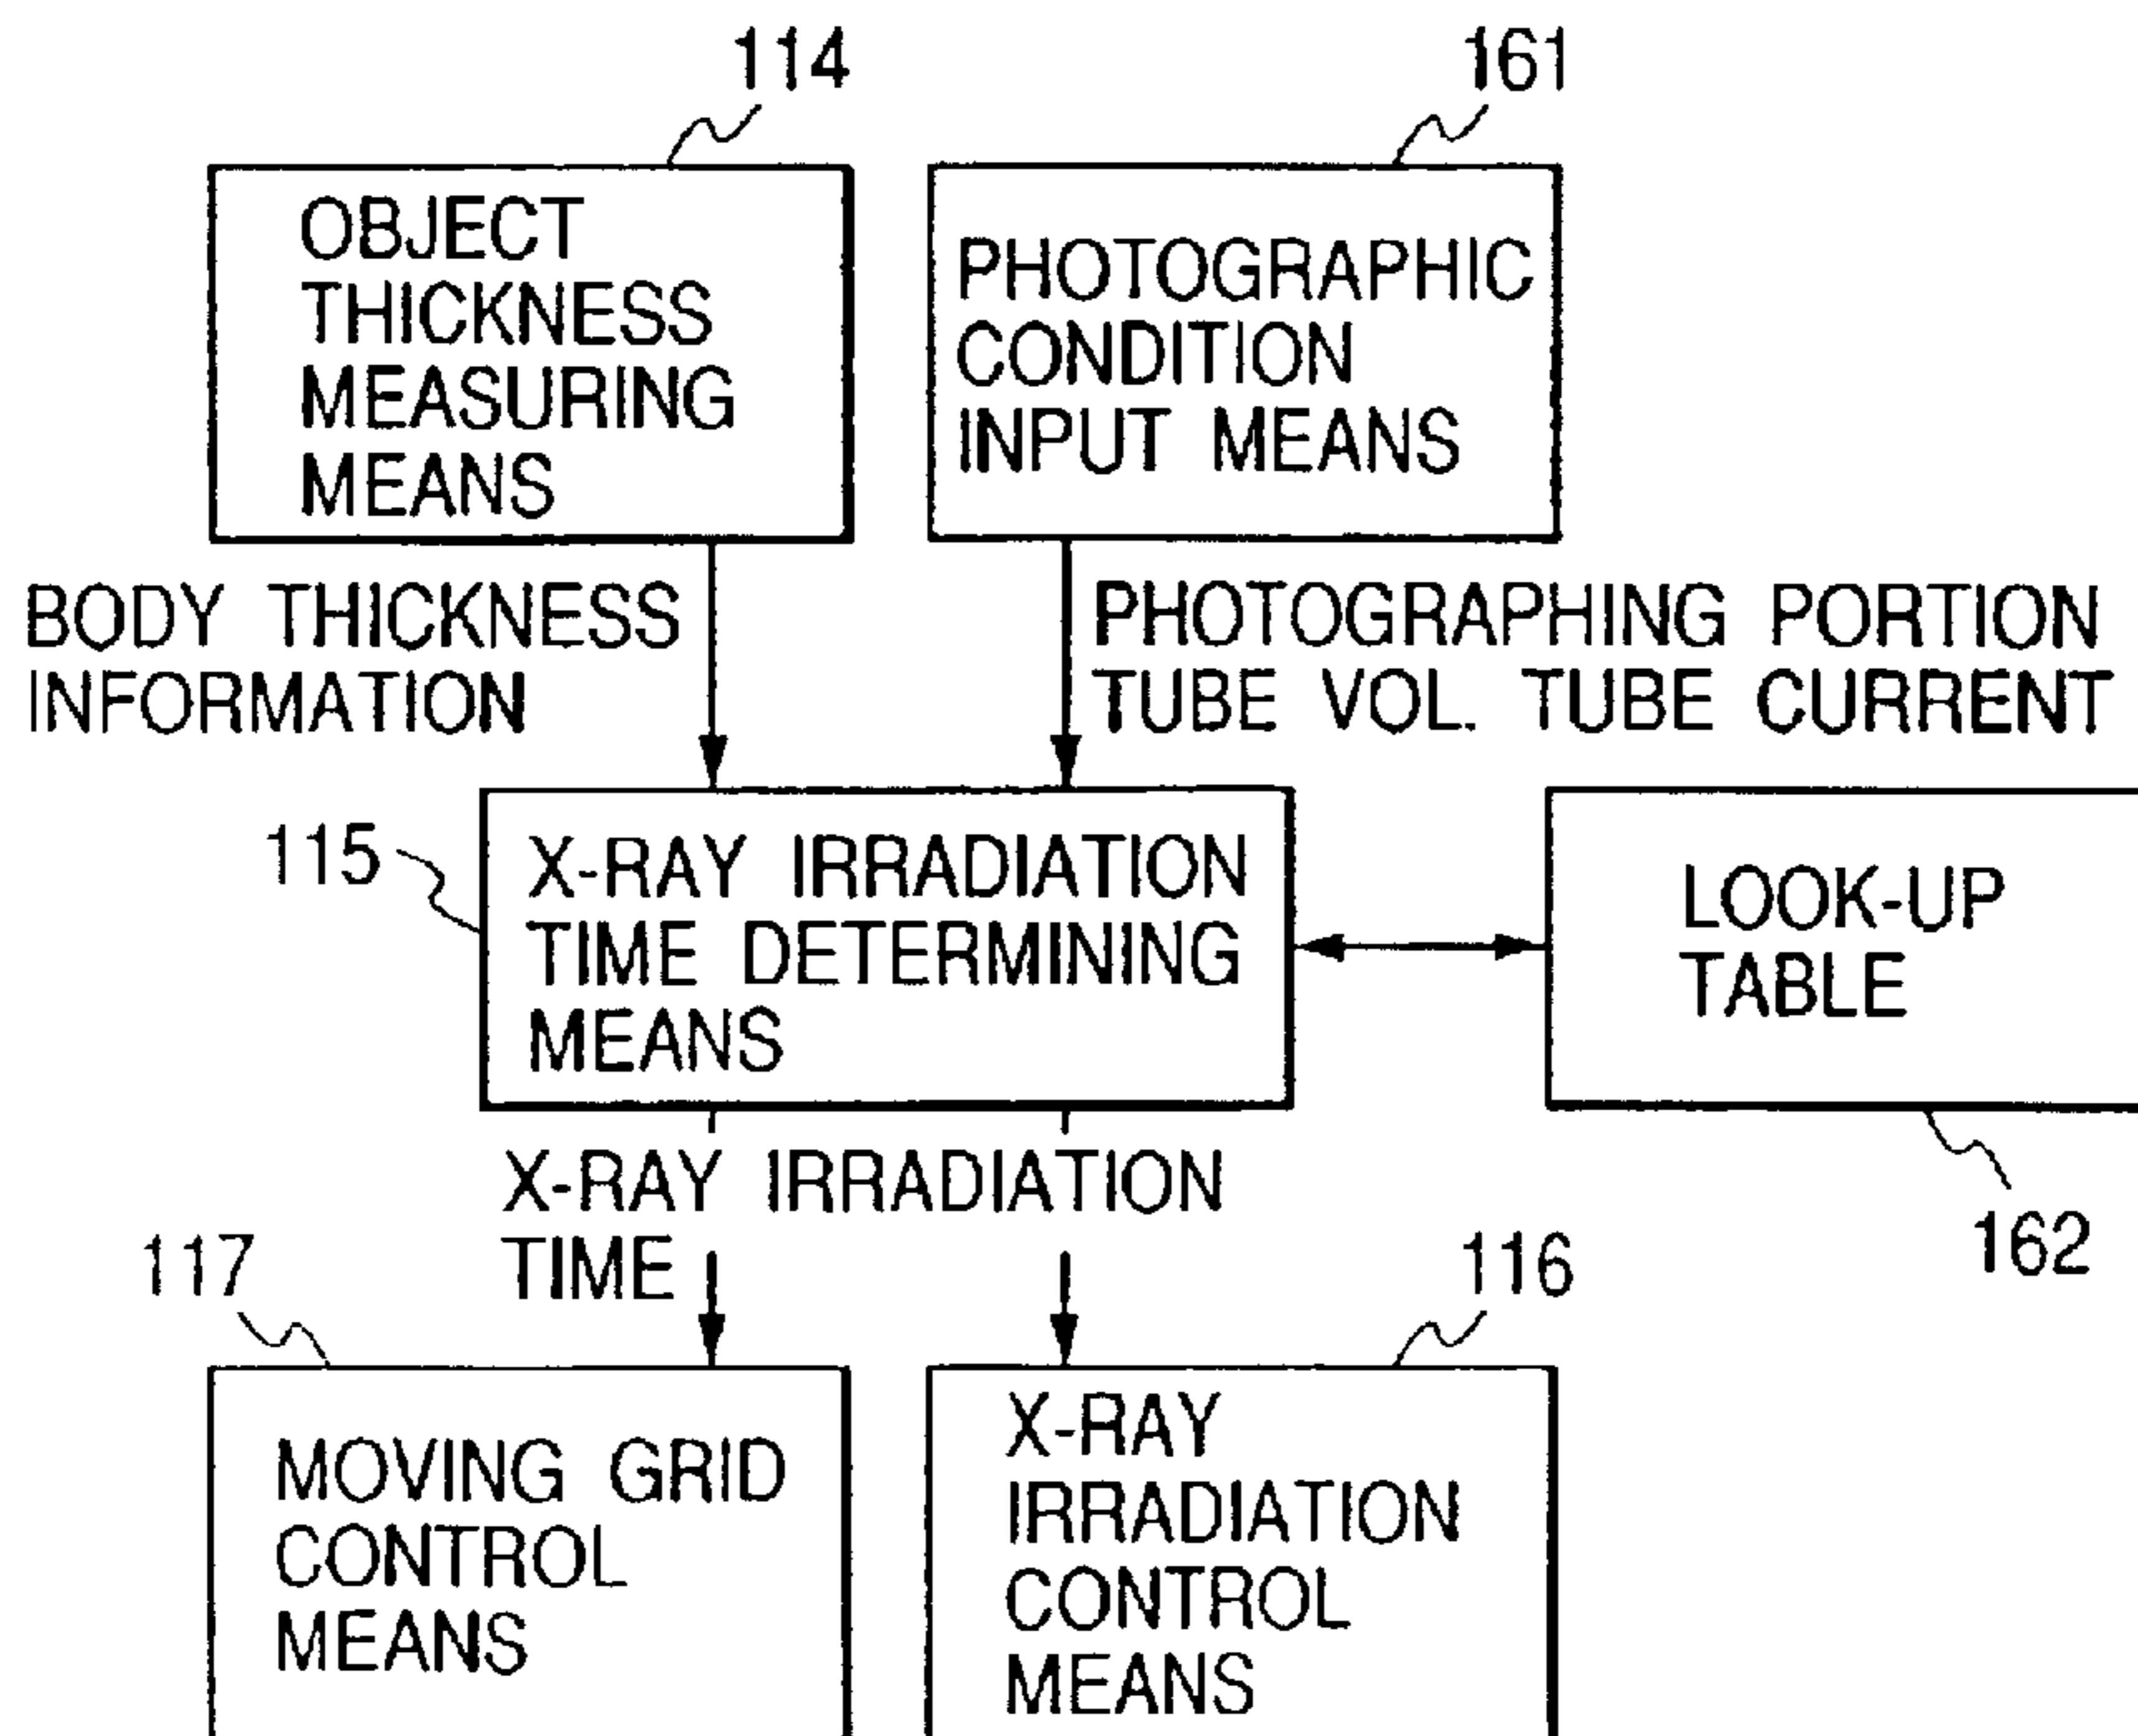 114
161
OBJECT
THICKNESS
MEASURING
MEANS
PHOTOGRAPHIC
CONDITION
INPUT MEANS
BODY THICKNESS
INFORMATION
PHOTOGRAPHING PORTION
TUBE VOL. TUBE CURRENT
115
X-RAY IRRADIATION
TIME DETERMINING
MEANS
LOOK-UP
TABLE
162
X-RAY IRRADIATION
TIME
117
116
MOVING GRID
CONTROL
MEANS
X-RAY
IRRADIATION
CONTROL
MEANS